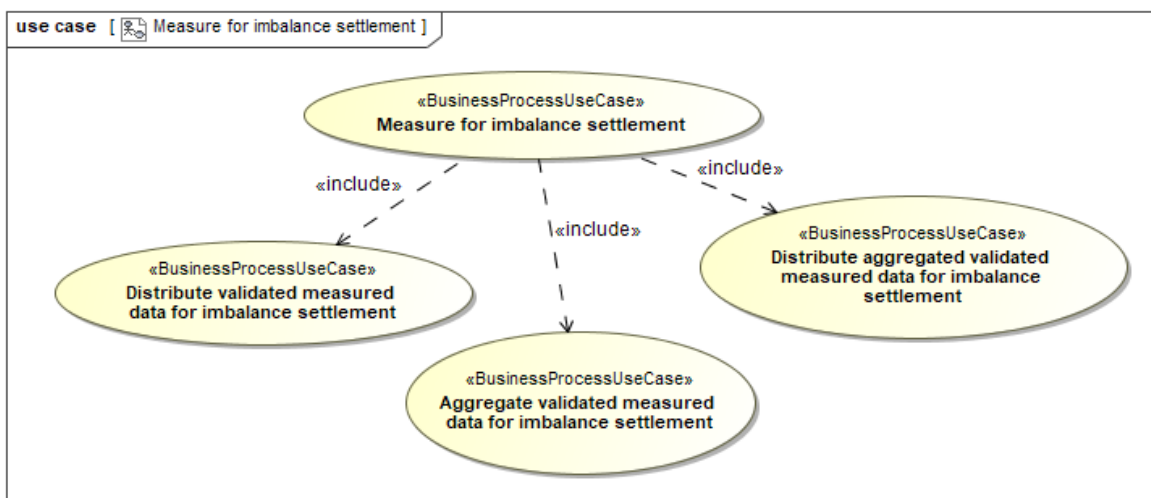 use case [ Measure for imbalance settlement ]
«BusinessProcessUseCase»
Measure for imbalance settlement
«include»
«include»
«include»
«BusinessProcessUseCase»
Distribute validated measured
data for imbalance settlement
«BusinessProcessUseCase»
Distribute aggregated validated
measured data for imbalance
settlement
«BusinessProcessUseCase»
Aggregate validated measured
data for imbalance settlement